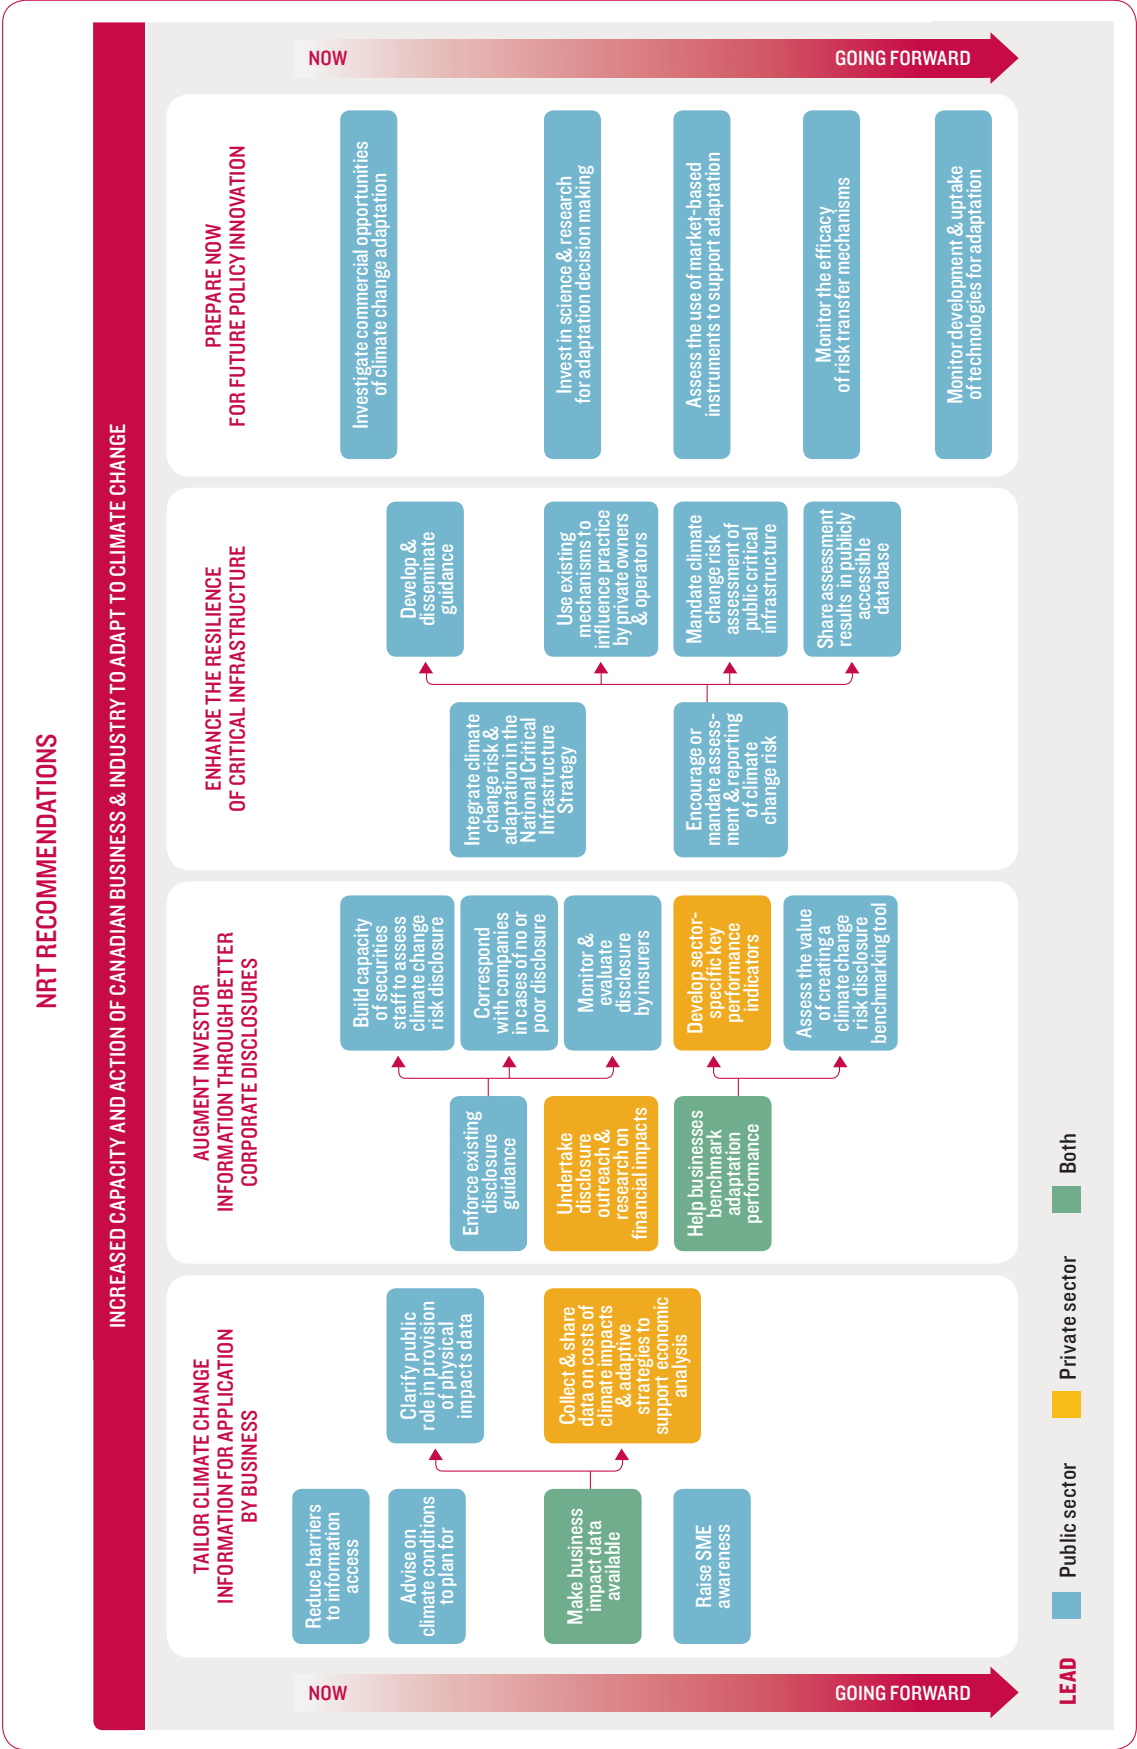 NRT RECOMMENDATIONS
INCREASED CAPACITY AND ACTION OF CANADIAN BUSINESS & INDUSTRY TO ADAPT TO CLIMATE CHANGE
NOW
GOING FORWARD
TAILOR CLIMATE CHANGE
INFORMATION FOR APPLICATION
BY BUSINESS
Reduce barriers
to information
access
Advise on
climate conditions
to plan for
Make business
impact data
available
Raise SME
awareness
Clarify public
role in provision
of physical
impacts data
Collect & share
data on costs of
climate impacts
& adaptive
strategies to
support economic
analysis
AUGMENT INVESTOR
INFORMATION THROUGH BETTER
CORPORATE DISCLOSURES
Enforce existing
disclosure
guidance
Undertake
disclosure
outreach &
research on
financial impacts
Help businesses
benchmark
adaptation
performance
Build capacity
of securities
staff to assess
climate change
risk disclosure
Correspond
with companies
in cases of no or
poor disclosure
Monitor &
evaluate
disclosure
by insurers
Develop sector-
specific key
performance
indicators
Assess the value
of creating a
climate change
risk disclosure
benchmarking tool
ENHANCE THE RESILIENCE
OF CRITICAL INFRASTRUCTURE
Integrate climate
change risk &
adaptation in the
National Critical
Infrastructure
Strategy
Encourage or
mandate assess-
ment & reporting
of climate
change risk
Develop &
disseminate
guidance
Use existing
mechanisms to
influence practice
by private owners
& operators
Mandate climate
change risk
assessment of
public critical
infrastructure
Share assessment
results in publicly
accessible
database
PREPARE NOW
FOR FUTURE POLICY INNOVATION
Investigate commercial opportunities
of climate change adaptation
Invest in science & research
for adaptation decision making
Assess the use of market-based
instruments to support adaptation
Monitor the efficacy
of risk transfer mechanisms
Monitor development & uptake
of technologies for adaptation
NOW
GOING FORWARD
LEAD
Public sector
Private sector
Both